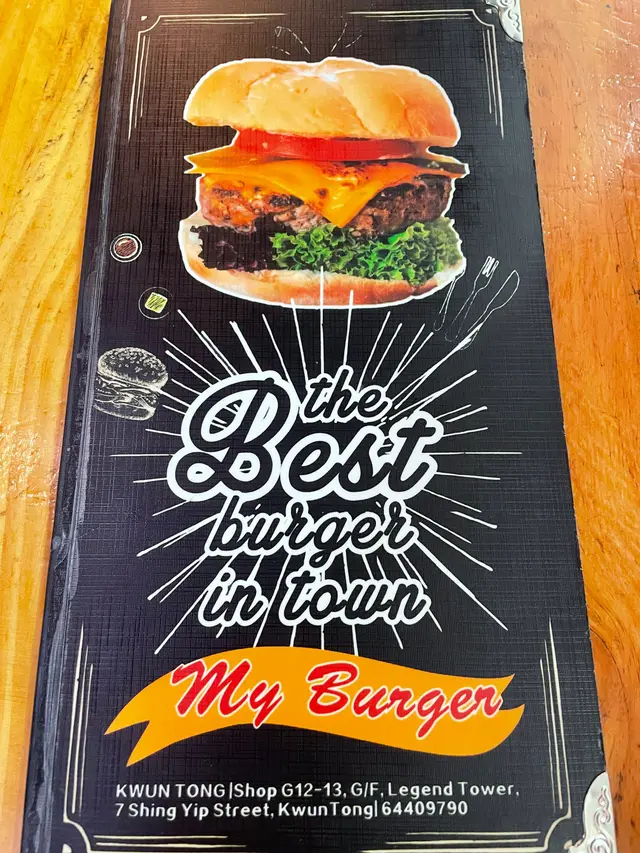 the
Best
burger
in town
My Burger
KWUN TONG|Shop G12-13, G/F, Legend Tower,
7 Shing Yip Street, KwunTong| 64409790